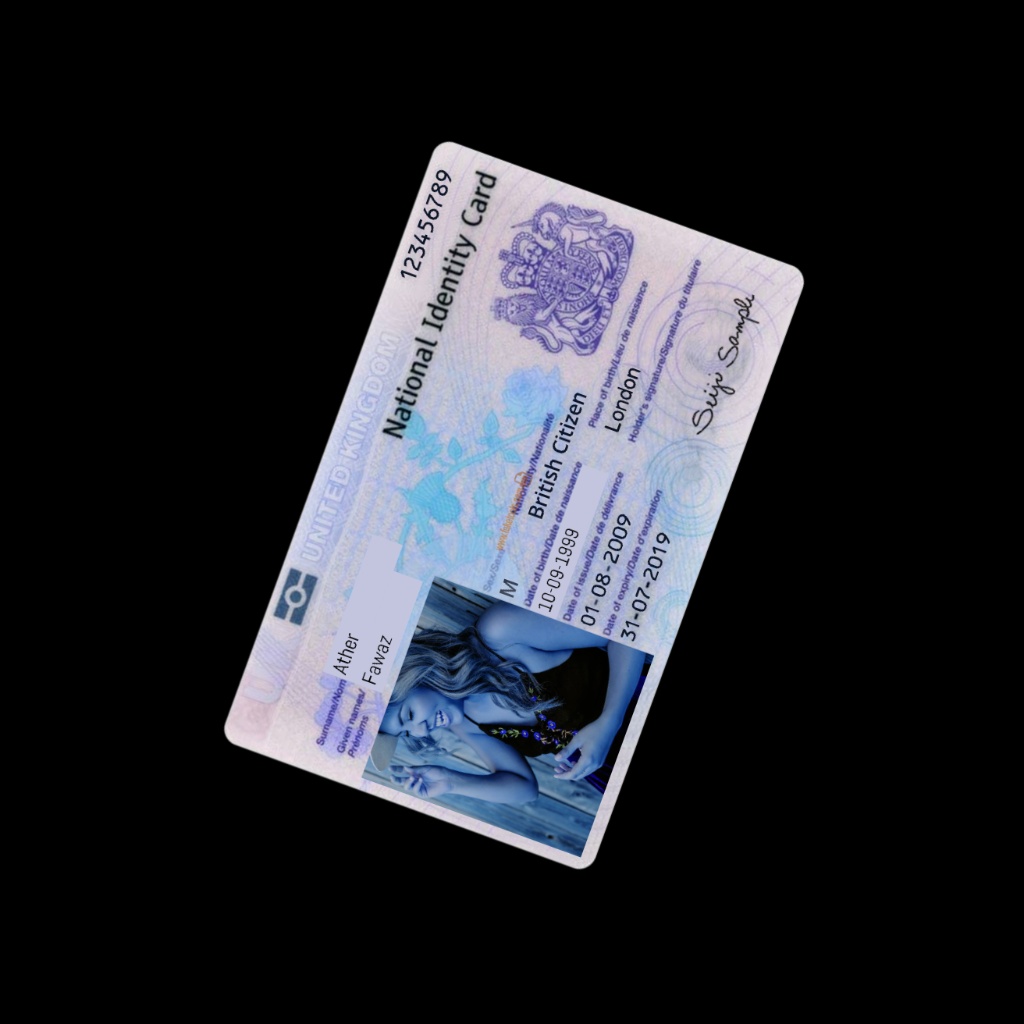 UNITED KINGDOM
123456789
National Identity Card
Surname/Nom
Ather
Given names/
Prénoms
Fawaz
Sex/Sexe
M
Nationality/Nationalité
British Citizen
Date of birth/Date de naissance
10-09-1999
Place of birth/Lieu de naissance
London
Date of issue/Date de délivrance
01-08-2009
Holder's signature/Signature du titulaire
Seiji Sample
Date of expiry/Date d'expiration
31-07-2019